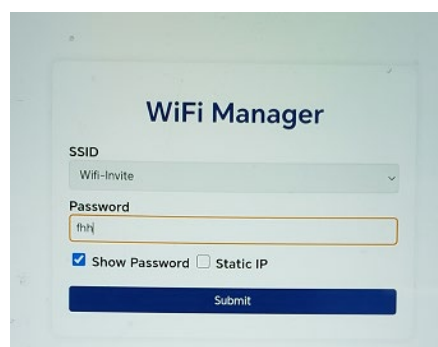 WiFi Manager
SSID
Wifi-Invite
Password
fhh
Show Password Static IP
Submit